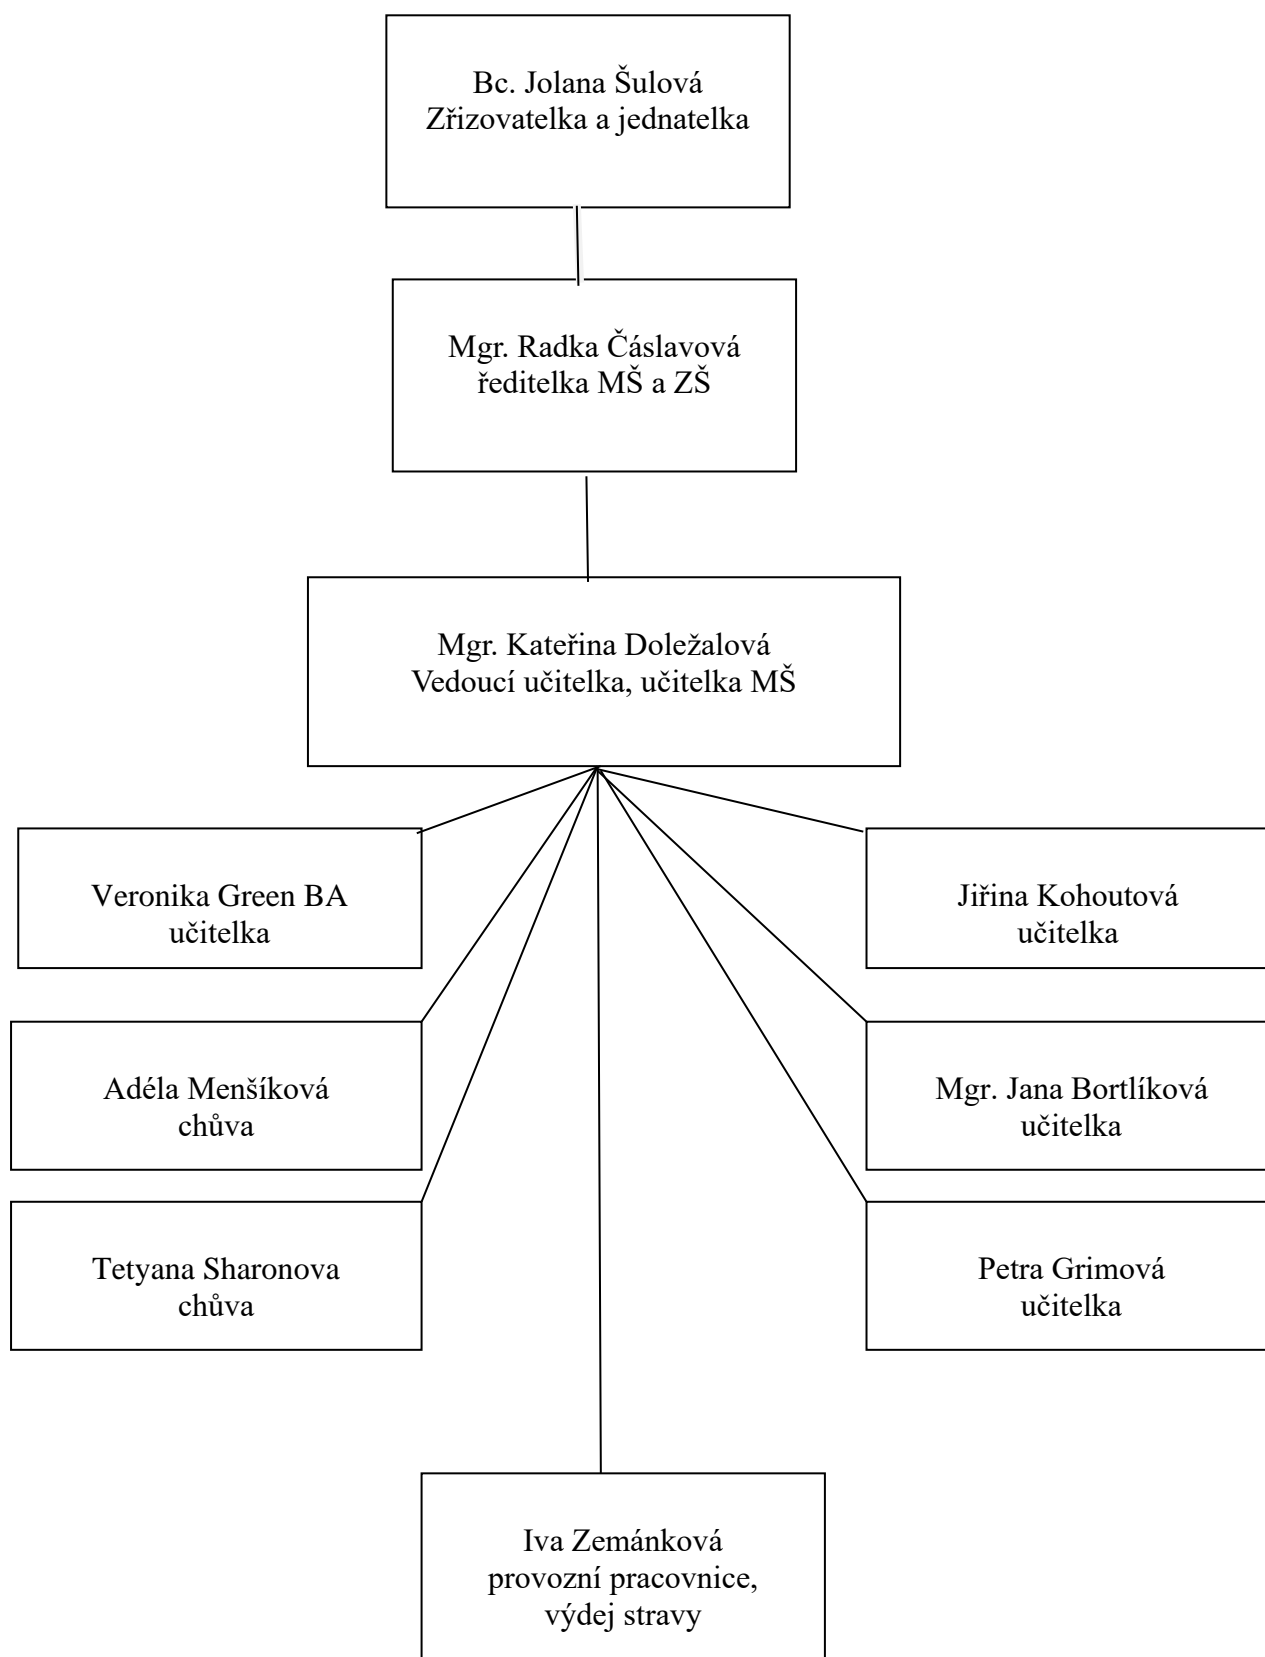 Bc. Jolana Šulová
Zřizovatelka a jednatelka
Mgr. Radka Čáslavová
ředitelka MŠ a ZŠ
Mgr. Kateřina Doležalová
Vedoucí učitelka, učitelka MŠ
Veronika Green BA
učitelka
Jiřina Kohoutová
učitelka
Adéla Menšíková
chůva
Mgr. Jana Bortlíková
učitelka
Tetyana Sharonova
chůva
Petra Grimová
učitelka
Iva Zemánková
provozní pracovnice,
výdej stravy